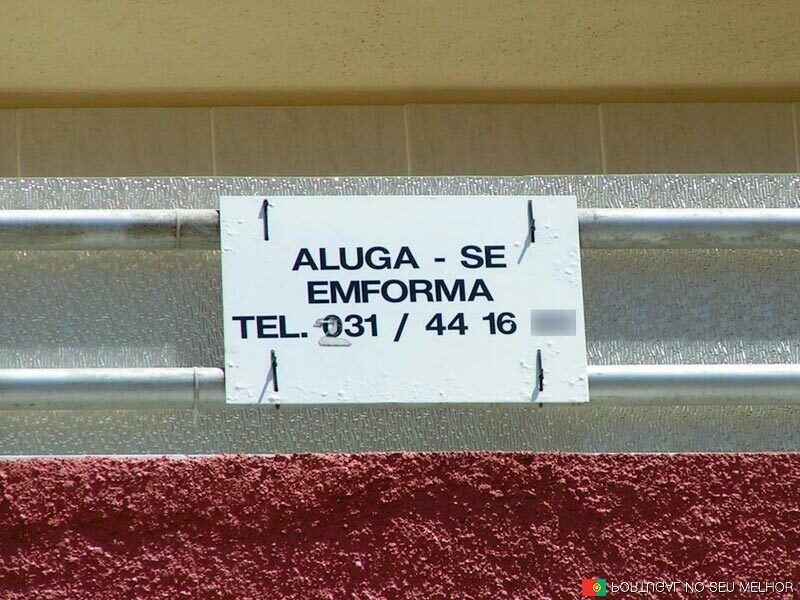 ALUGA - SE
EMFORMA
TEL. 031 / 44 16
PORTUGAL NO SEU MELHOR